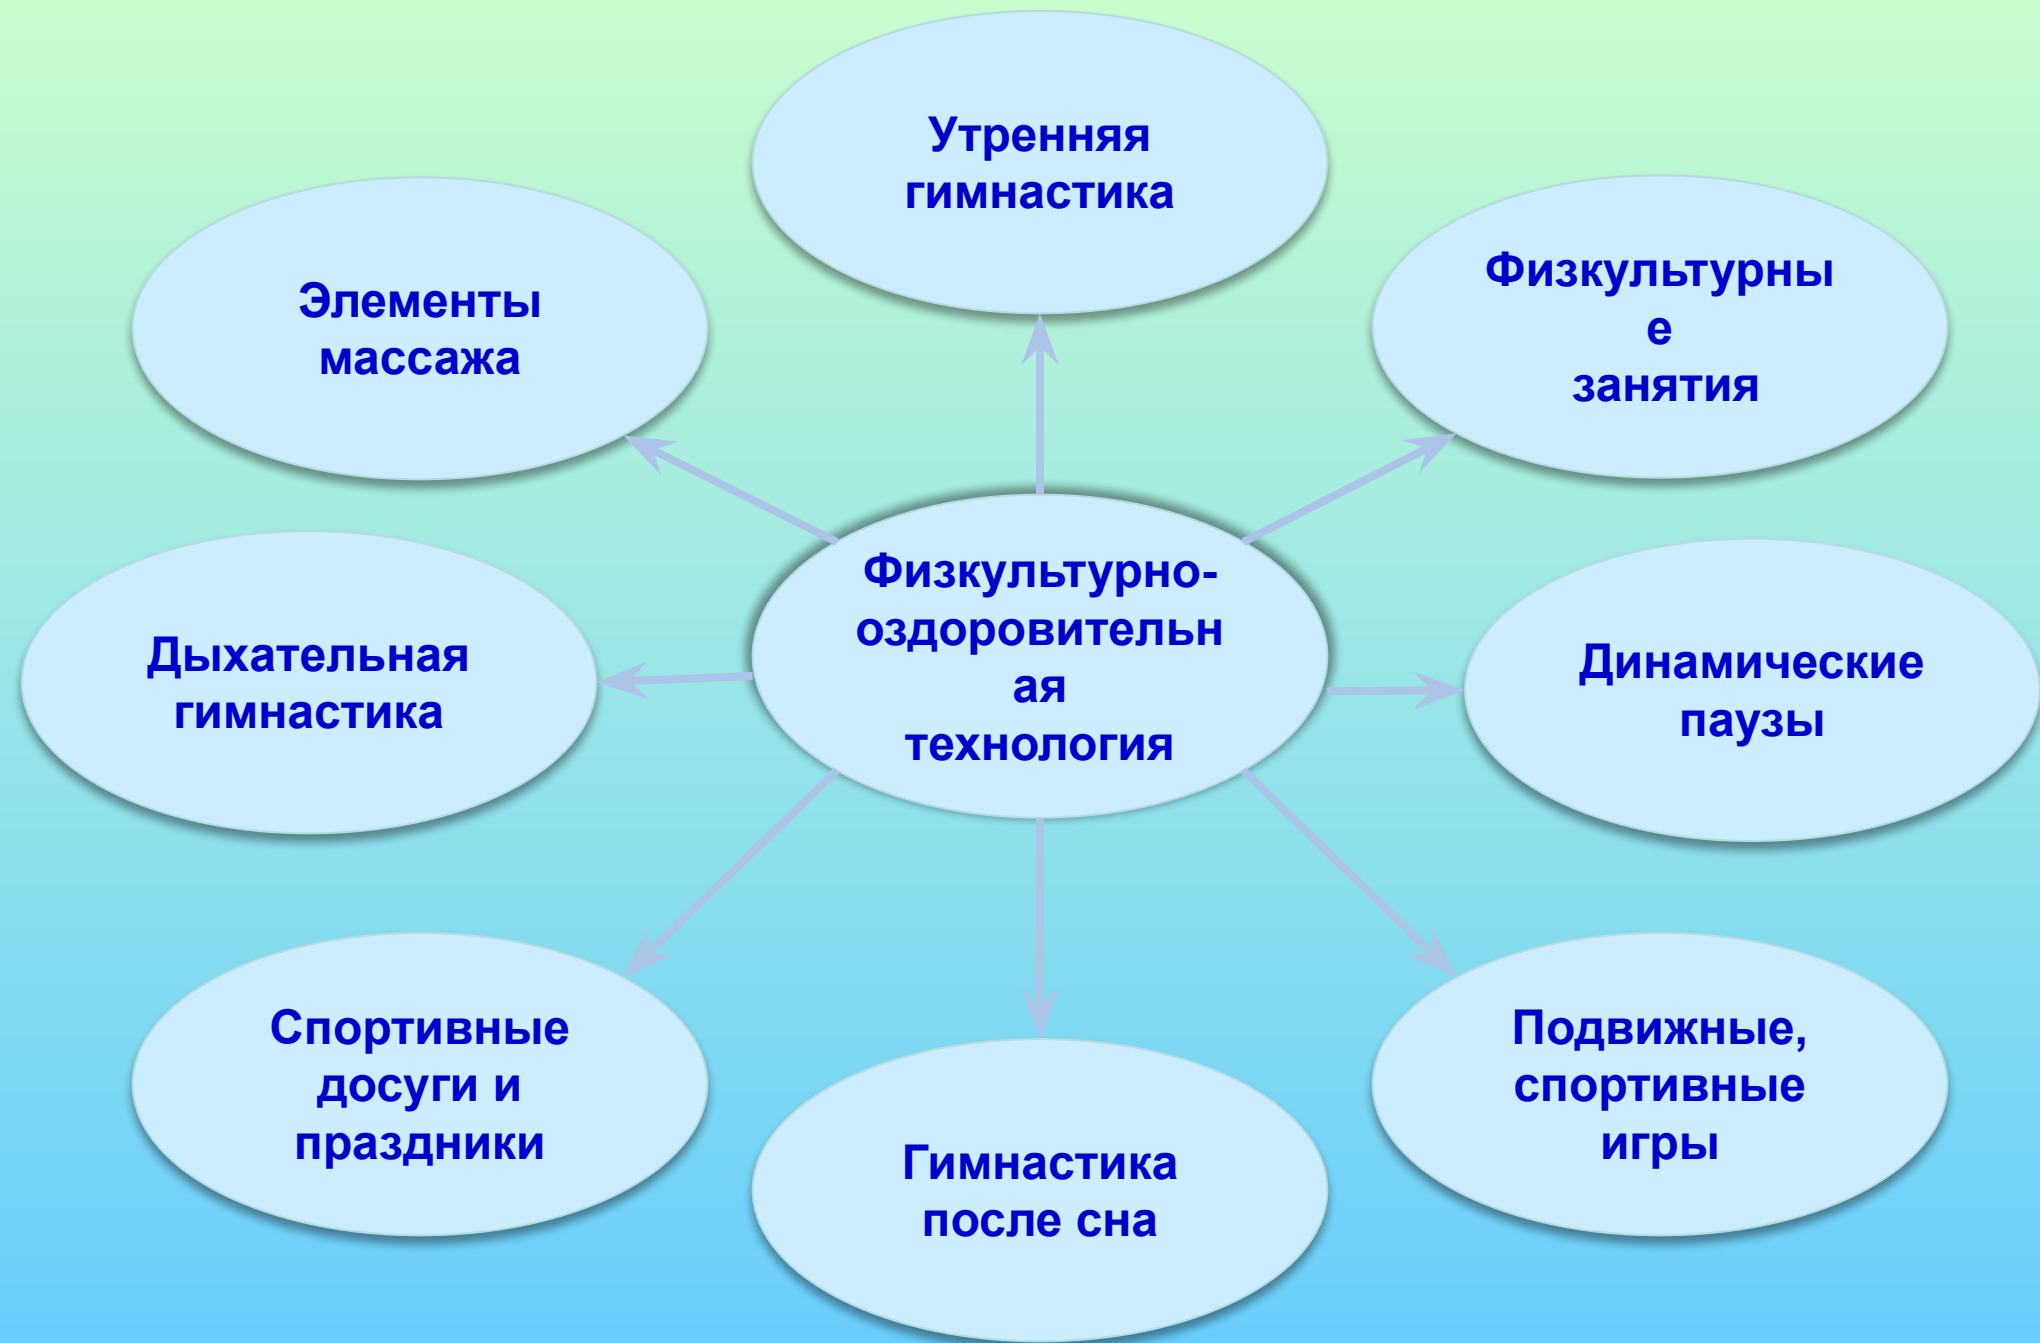 Утренняя
гимнастика
Элементы
массажа
Физкультурны
е
занятия
Физкультурно-
оздоровительн
ая
технология
Дыхательная
гимнастика
Динамические
паузы
Спортивные
досуги и
праздники
Подвижные,
спортивные
игры
Гимнастика
после сна